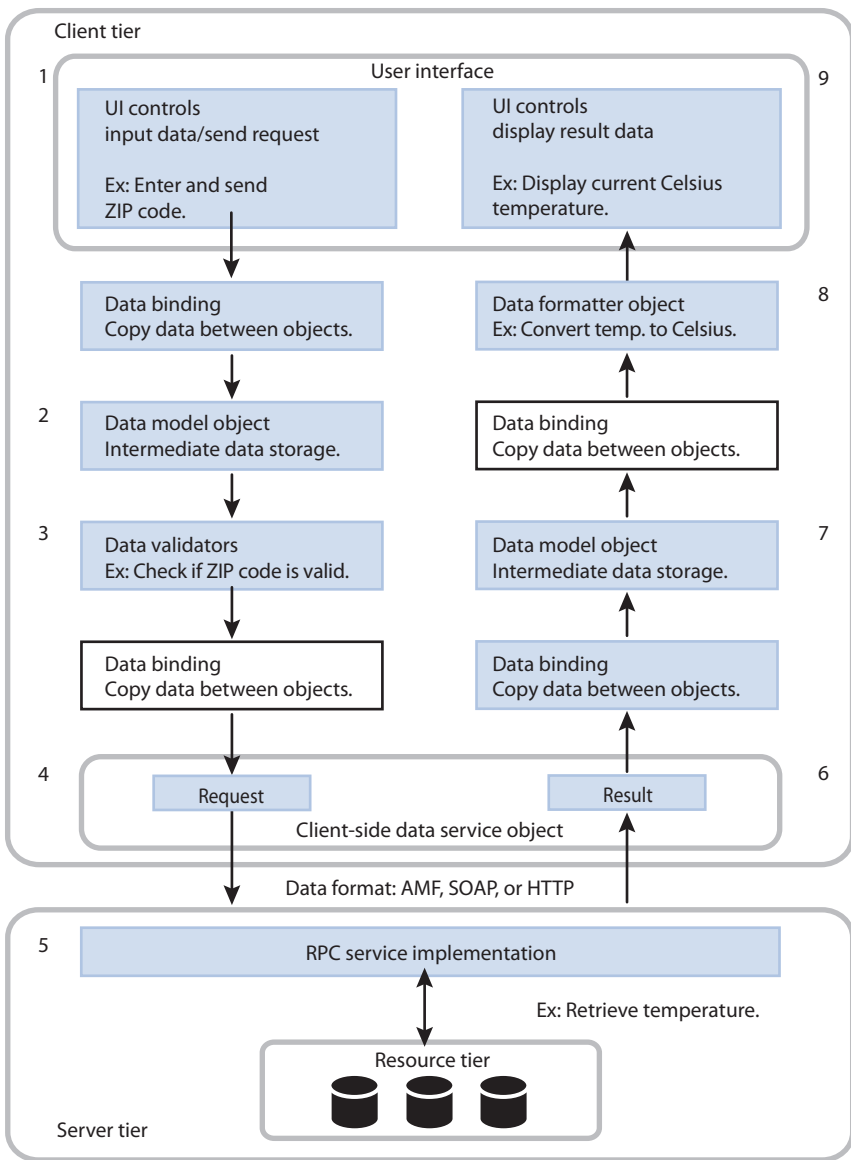 Client tier
1
User interface
9
UI controls
input data/send request
Ex: Enter and send
ZIP code.
UI controls
display result data
Ex: Display current Celsius
temperature.
Data binding
Copy data between objects.
Data formatter object
Ex: Convert temp. to Celsius.
8
2
Data model object
Intermediate data storage.
Data binding
Copy data between objects.
3
Data validators
Ex: Check if ZIP code is valid.
Data model object
Intermediate data storage.
7
Data binding
Copy data between objects.
Data binding
Copy data between objects.
4
Request
Result
6
Client-side data service object
Data format: AMF, SOAP, or HTTP
5
RPC service implementation
Ex: Retrieve temperature.
Resource tier
Server tier